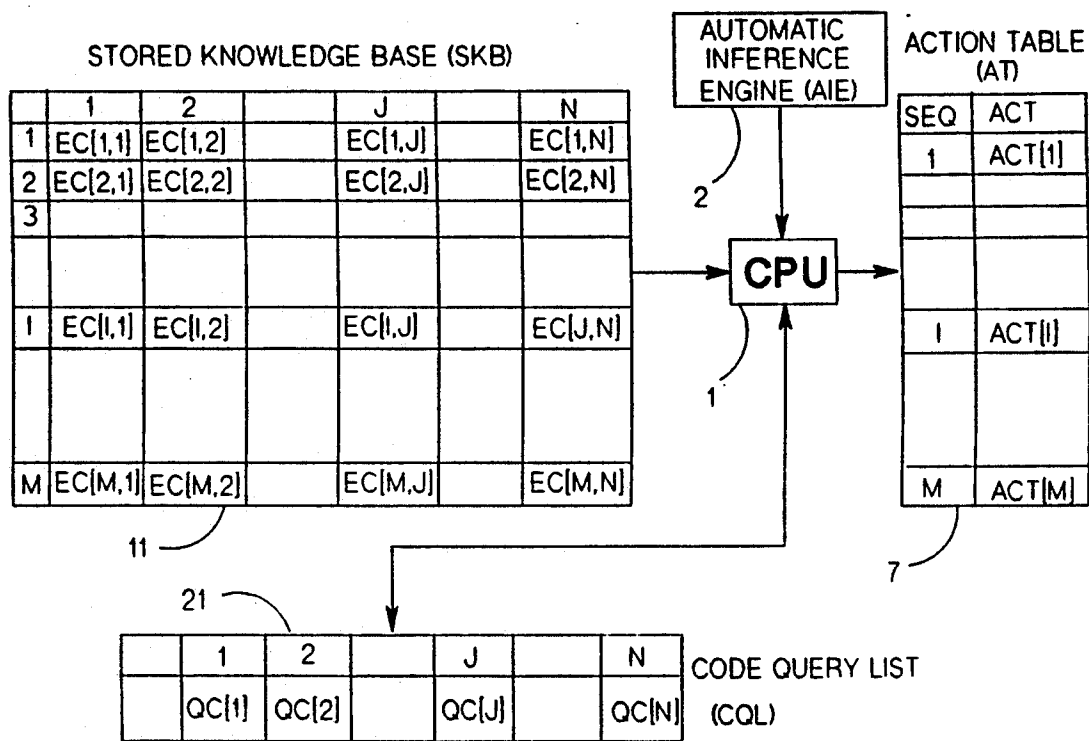 STORED KNOWLEDGE BASE (SKB)
1 2 J N
1 EC[1,1] EC[1,2] EC[1,J] EC[1,N]
2 EC[2,1] EC[2,2] EC[2,J] EC[2,N]
3
I EC[I,1] EC[I,2] EC[I,J] EC[J,N]
M EC[M,1] EC[M,2] EC[M,J] EC[M,N]
11
AUTOMATIC
INFERENCE
ENGINE (AIE)
2
CPU
1
ACTION TABLE
(AT)
SEQ ACT
1 ACT[1]
I ACT[I]
M ACT[M]
7
21
1 2 J N
QC[1] QC[2] QC[J] QC[N]
CODE QUERY LIST
(CQL)